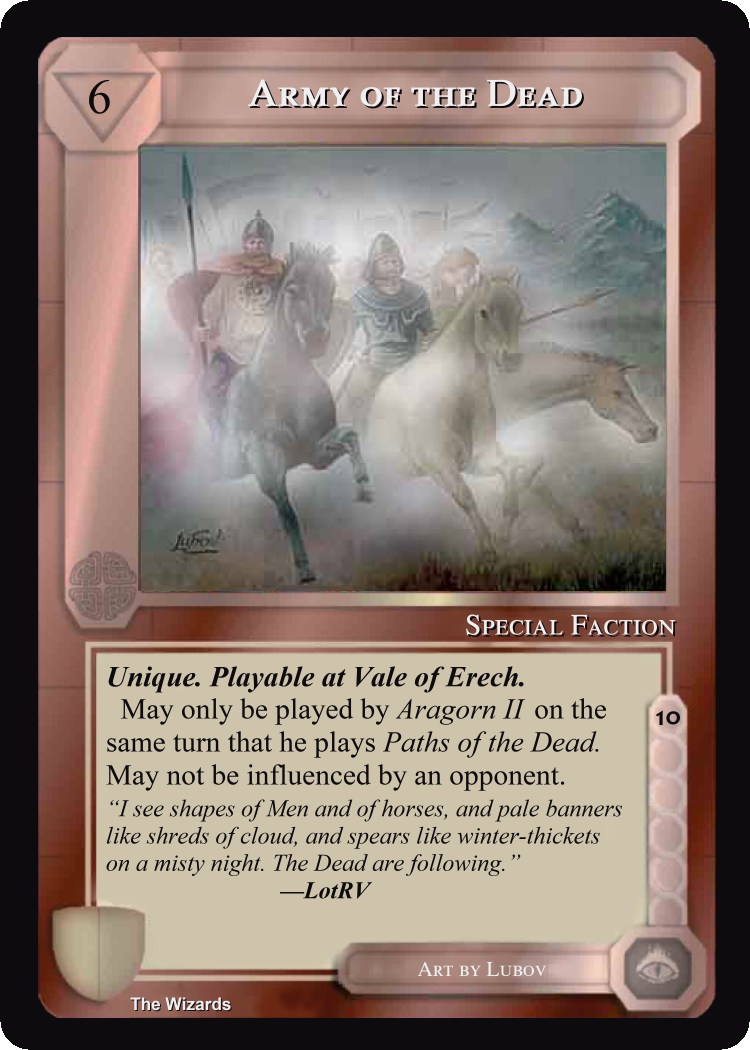 6
ARMY OF THE DEAD
Lubov
SPECIAL FACTION
Unique. Playable at Vale of Erech.
May only be played by Aragorn II on the
same turn that he plays Paths of the Dead.
May not be influenced by an opponent.
“I see shapes of Men and of horses, and pale banners
like shreds of cloud, and spears like winter-thickets
on a misty night. The Dead are following.”
—LotRV
10
ART BY LUBOV
The Wizards